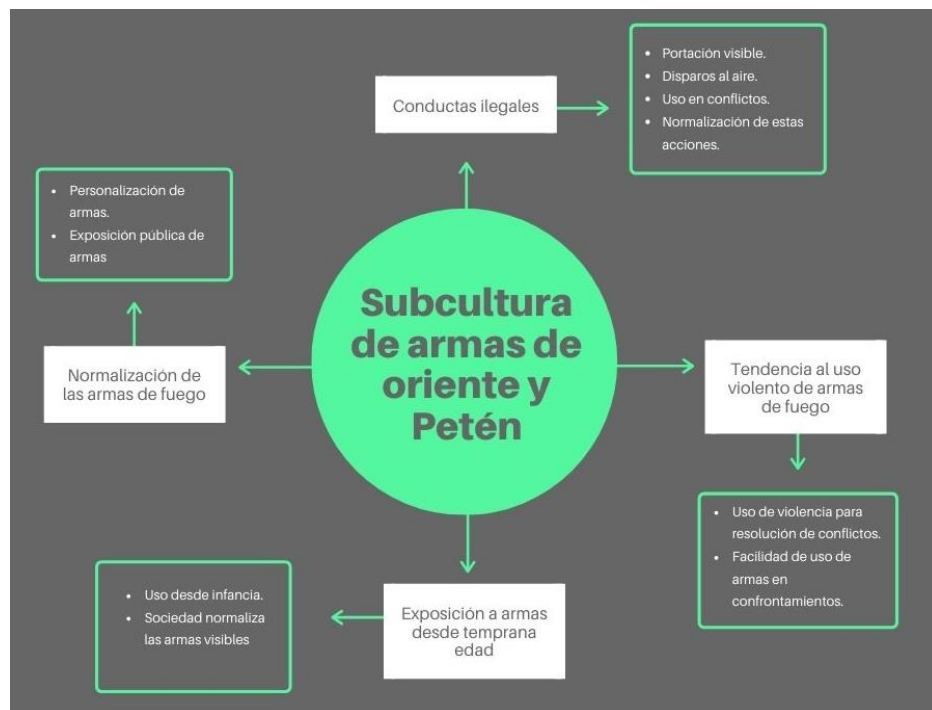 Conductas ilegales
• Portación visible.
• Disparos al aire.
• Uso en conflictos.
• Normalización de estas
acciones.
• Personalización de
armas.
• Exposición pública de
armas
Normalización de
las armas de fuego
Subcultura
de armas de
oriente y
Petén
Tendencia al uso
violento de armas
de fuego
• Uso de violencia para
resolución de conflictos.
• Facilidad de uso de
armas en
confrontamientos.
• Uso desde infancia.
• Sociedad normaliza
las armas visibles
Exposición a armas
desde temprana
edad